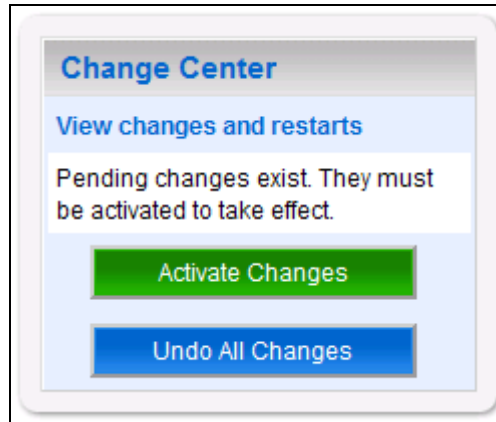 Change Center
View changes and restarts
Pending changes exist. They must
be activated to take effect.
Activate Changes
Undo All Changes